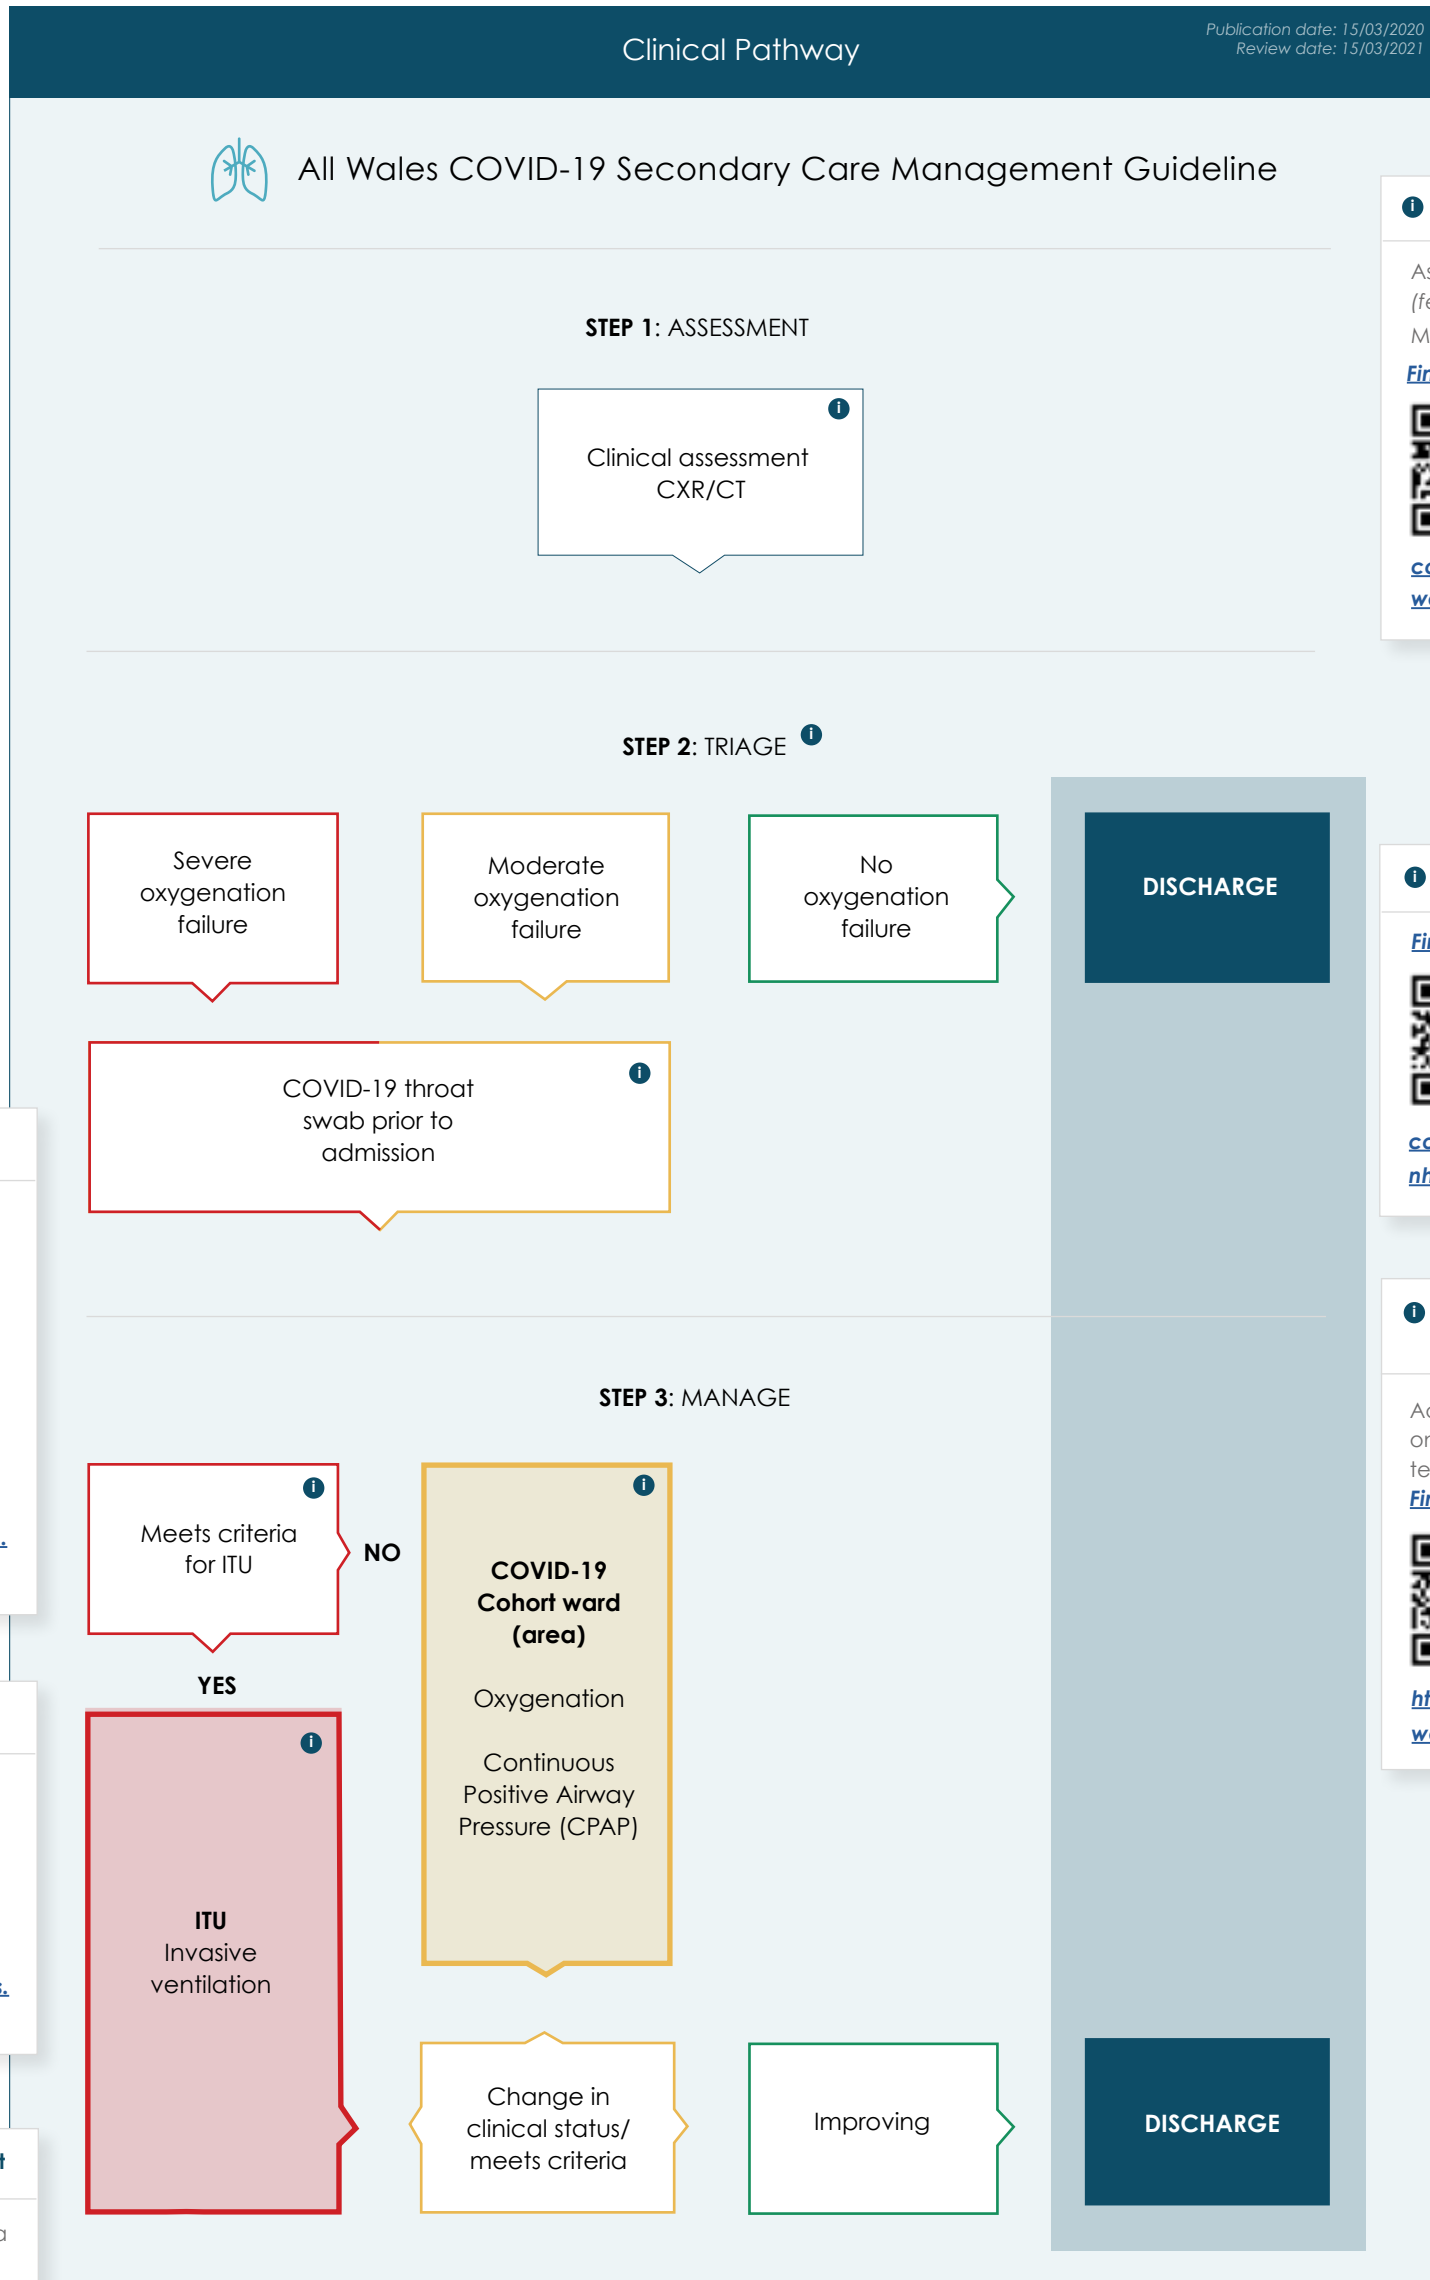 Clinical Pathway
Publication date: 15/03/2020
Review date: 15/03/2021
All Wales COVID-19 Secondary Care Management Guideline
STEP 1: ASSESSMENT
Clinical assessment
CXR/CT
STEP 2: TRIAGE
Severe
oxygenation
failure
Moderate
oxygenation
failure
No
oxygenation
failure
DISCHARGE
COVID-19 throat
swab prior to
admission
STEP 3: MANAGE
Meets criteria
for ITU
NO
YES
COVID-19
Cohort ward
(area)
Oxygenation
Continuous
Positive Airway
Pressure (CPAP)
ITU
Invasive
ventilation
Change in
clinical status/
meets criteria
Improving
DISCHARGE